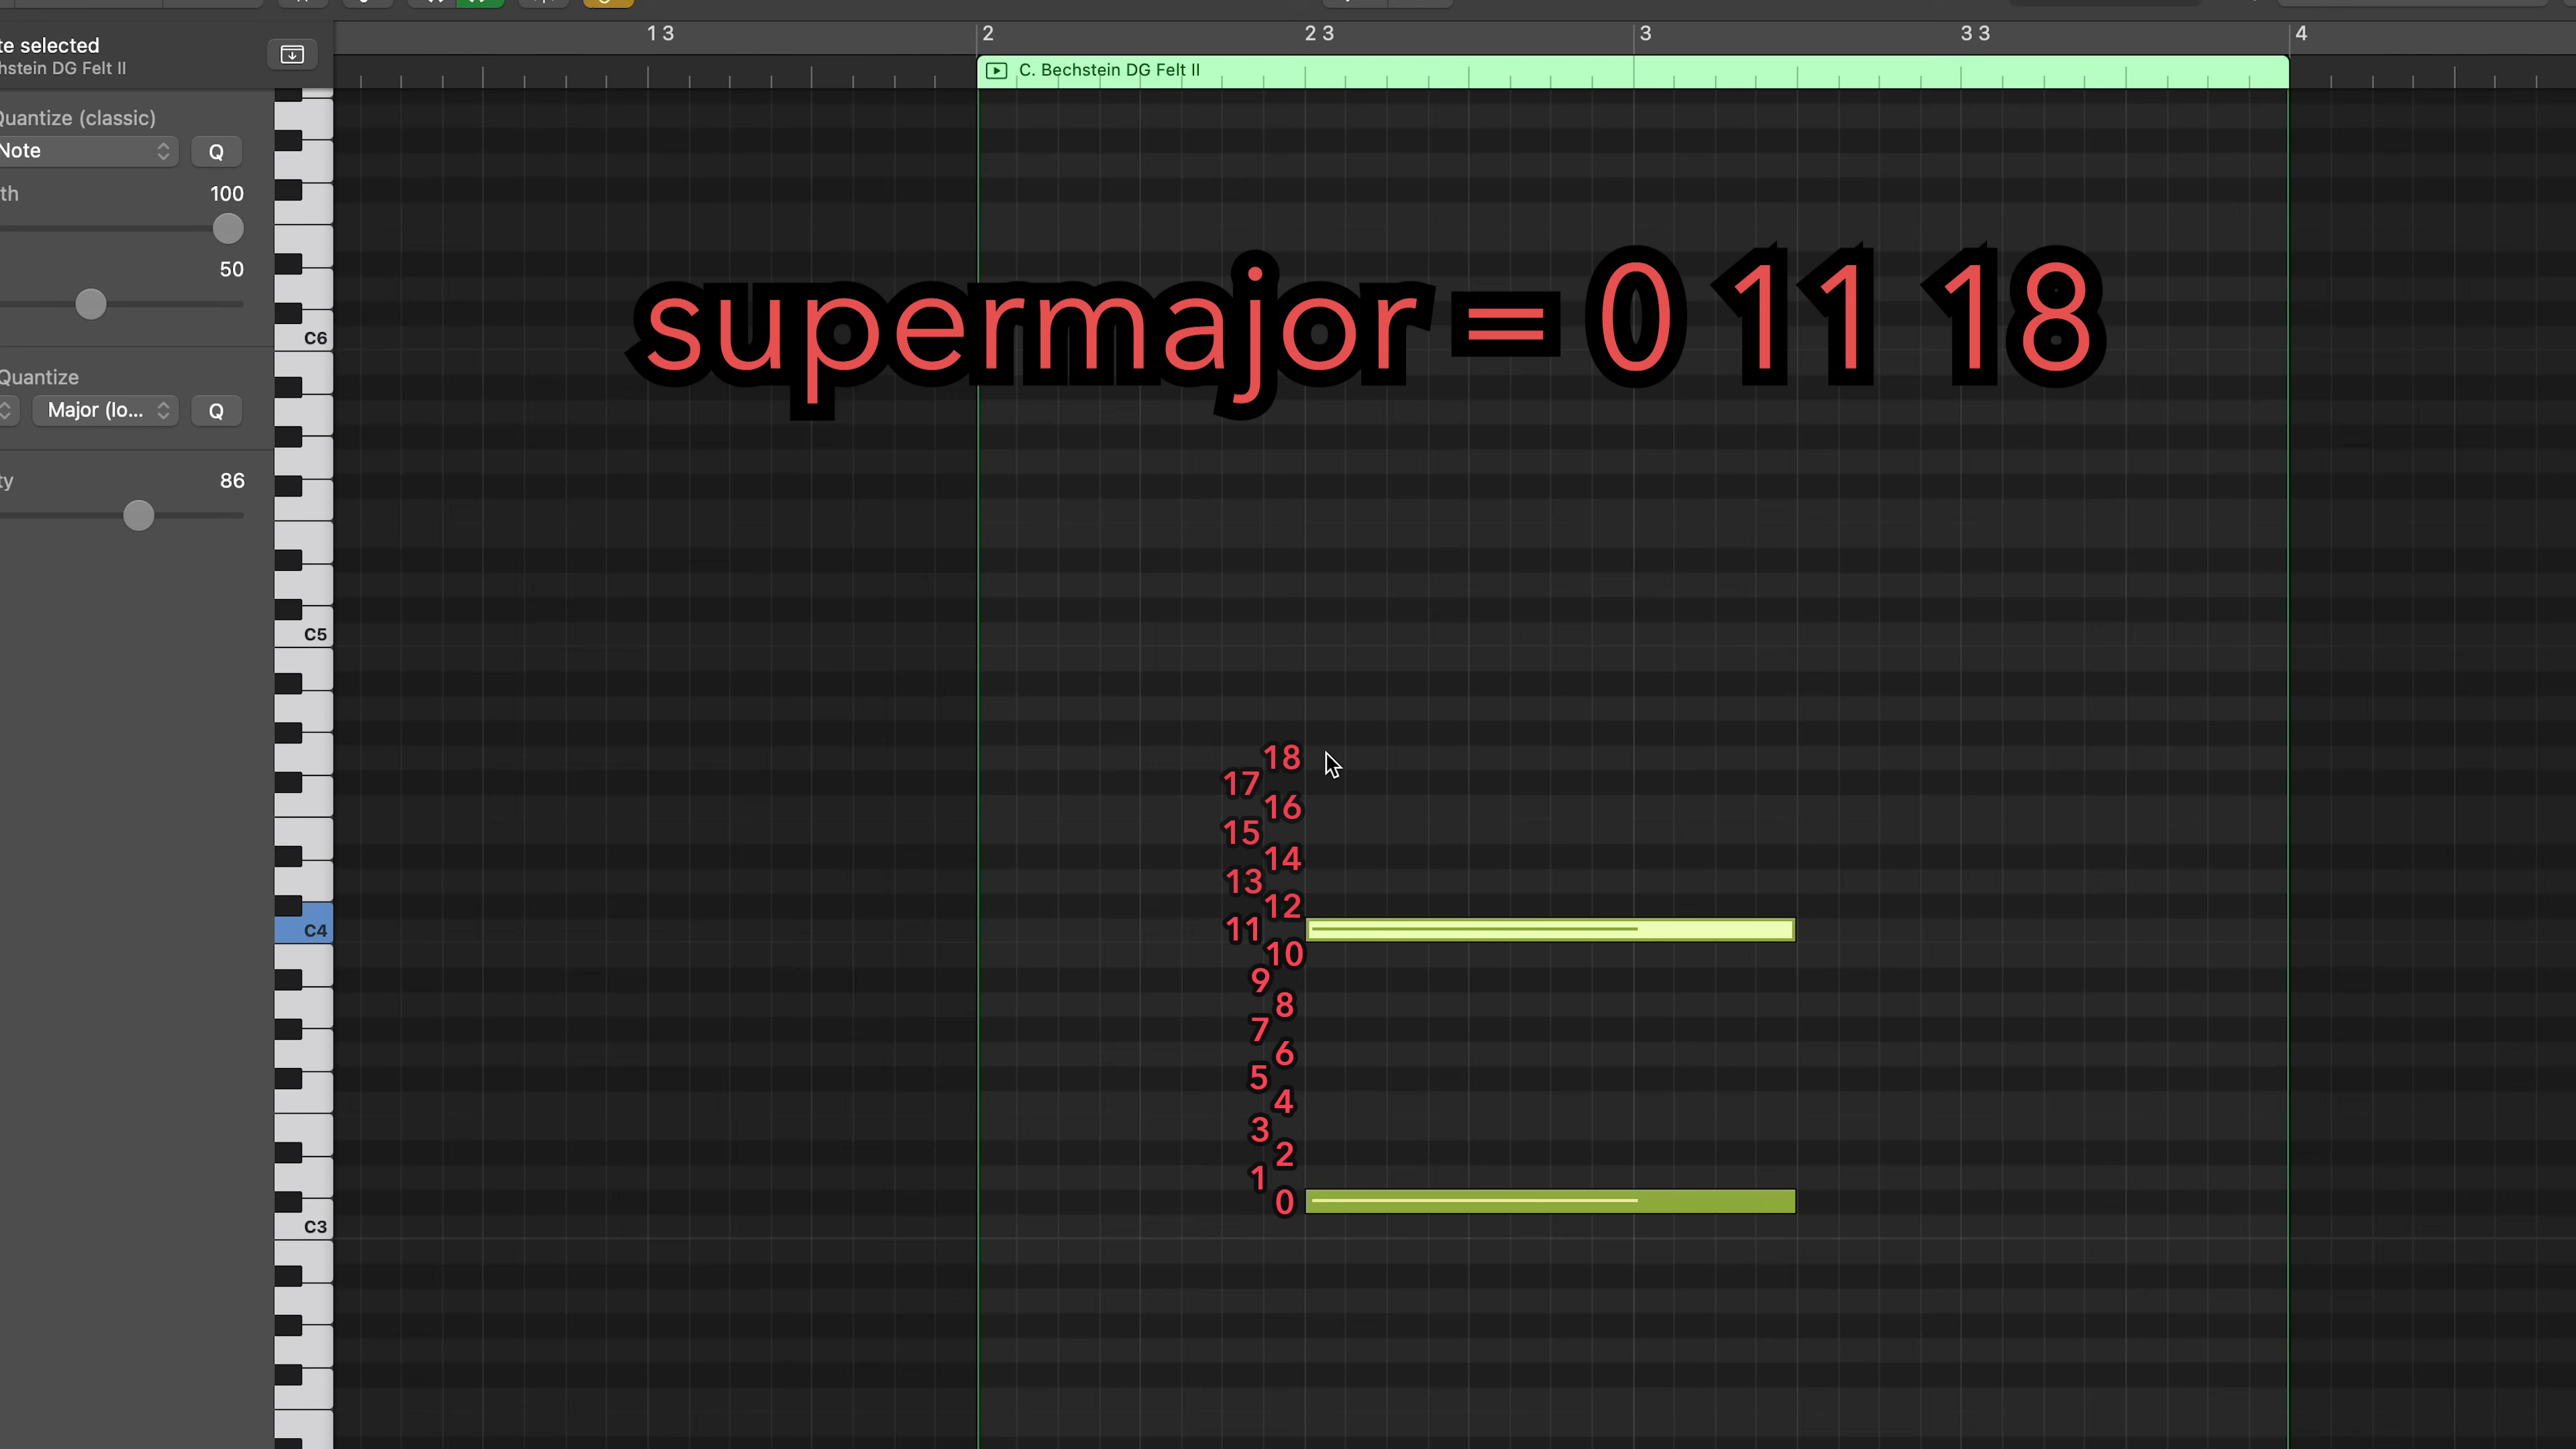 1 3
2
2 3
3
3 3
4
te selected
hstein DG Felt II
C. Bechstein DG Felt II
Quantize (classic)
Note
Q
th
100
50
Quantize
Major (lo...
Q
ty
86
C6
C5
C4
C3
supermajor = 0 11 18
18
17
16
15
14
13
12
11
10
9
8
7
6
5
4
3
2
1
0